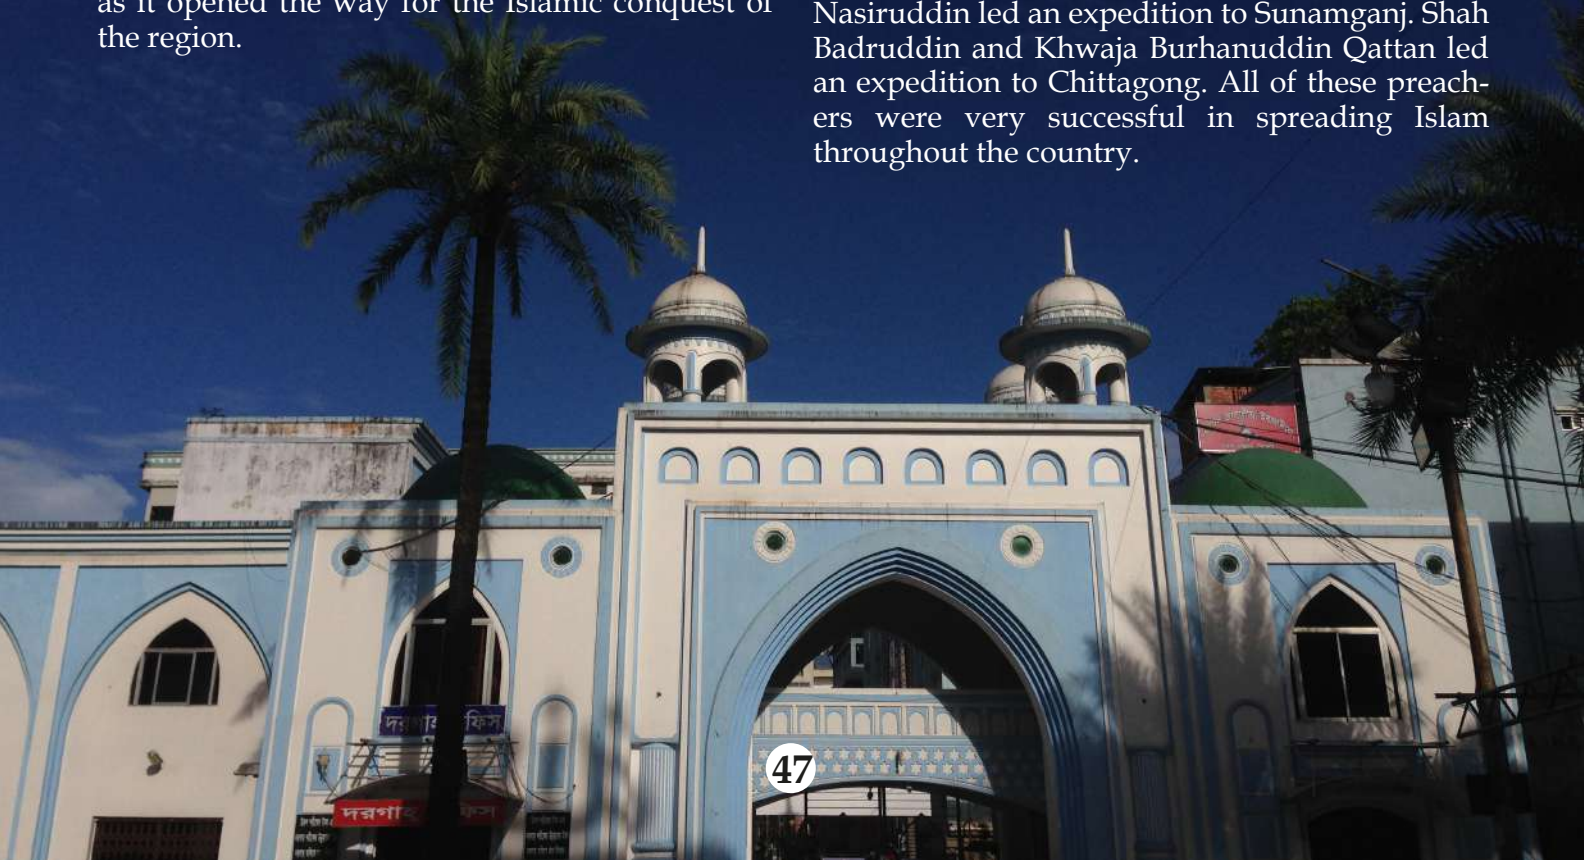 as it opened the way for the Islamic conquest of
the region.
Nasiruddin led an expedition to Sunamganj. Shah
Badruddin and Khwaja Burhanuddin Qattan led
an expedition to Chittagong. All of these preach-
ers were very successful in spreading Islam
throughout the country.
দরগাহ
ফিস
দরগাহ
ফিস
47